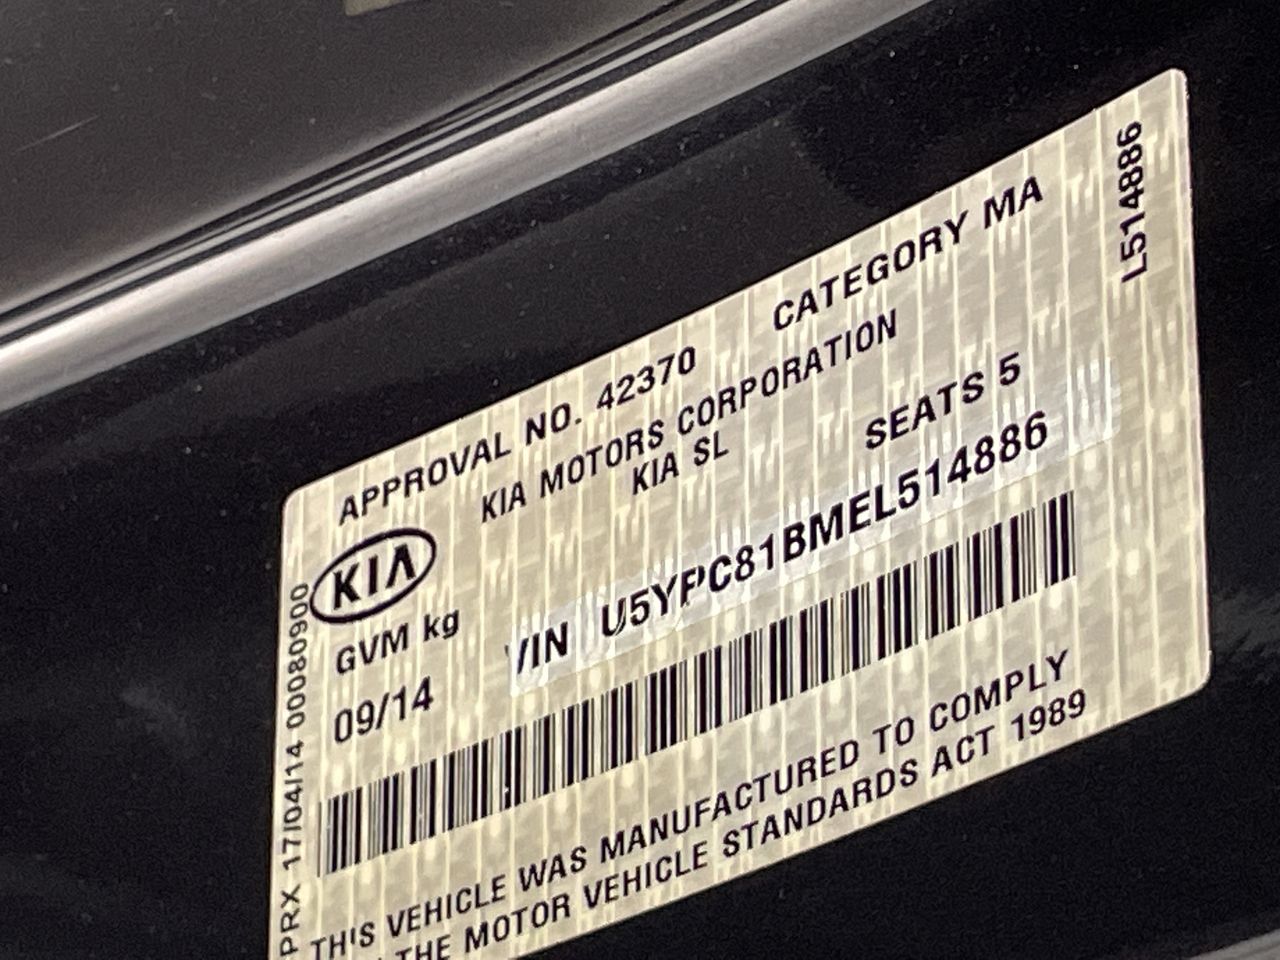 APPROVAL NO. 42370 CATEGORY MA
KIA MOTORS CORPORATION
KIA SL
KIA
GVM kg SEATS 5
09/14 VIN U5YPC81BMEL514886
THIS VEHICLE WAS MANUFACTURED TO COMPLY
THE MOTOR VEHICLE STANDARDS ACT 1989
PRX 17/04/14 00080900
L514886